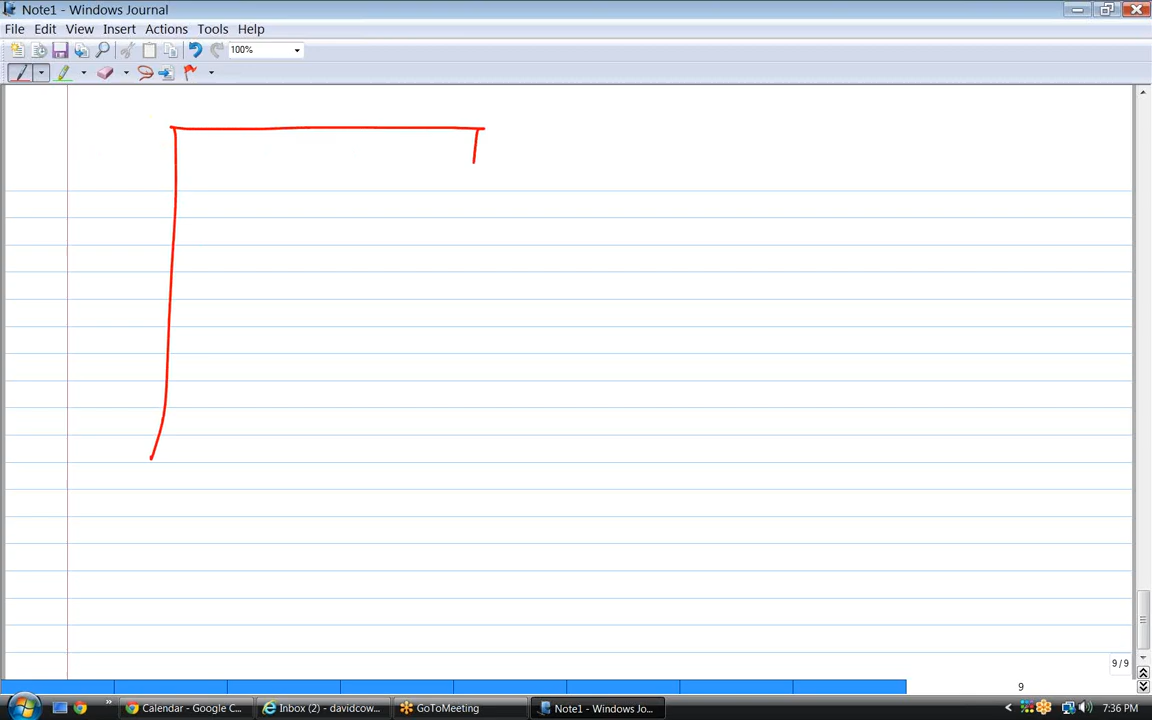 Note1 - Windows Journal
File Edit View Insert Actions Tools Help
100%
9/9
9
Calendar - Google C...
Inbox (2) - davidcow...
GoToMeeting
Note1 - Windows Jo...
7:36 PM